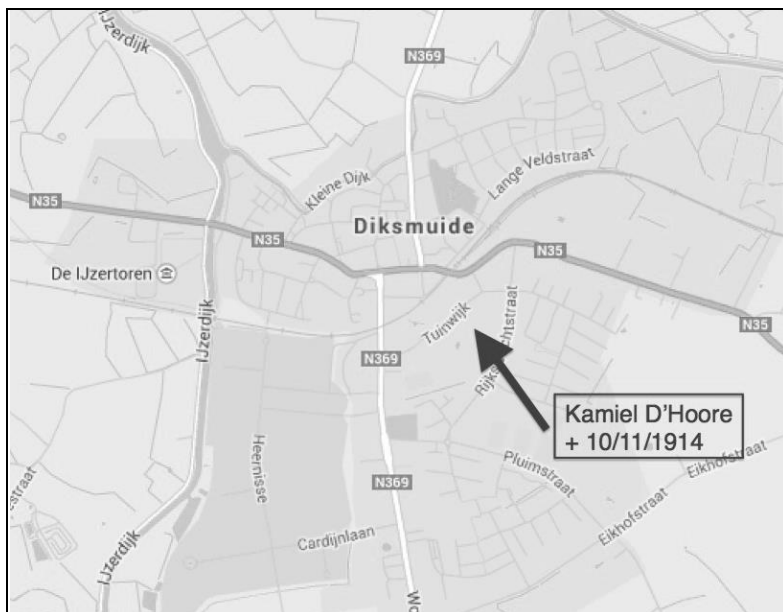 IJzerdijk
N369
Lange Veldstraat
Kleine Dijk
N35
Diksmuide
N35
N35
De IJzertoren
IJzerdijk
Tuinwijk
N35
N369
Kamiel D'Hoore
+ 10/11/1914
Heernisse
Pluimstraat
Eikhofstraat
N369
Eikhofstraat
Cardijnlaan
IJzerdijk